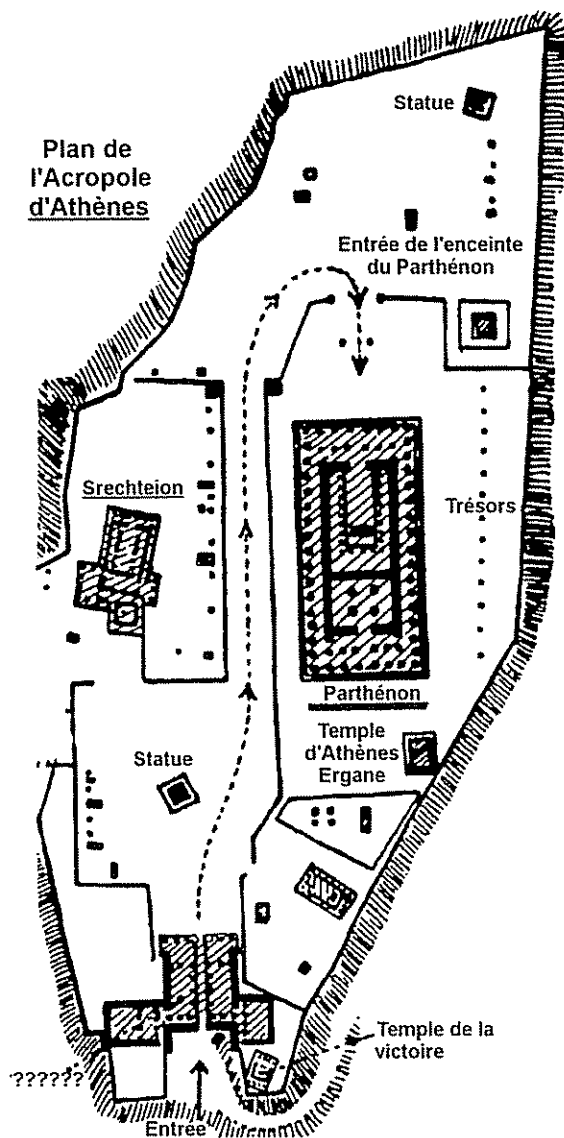 Statue
Plan de
l'Acropole
d'Athènes
Entrée de l'enceinte
du Parthénon
Srechteion
Trésors
Parthénon
Temple
d'Athènes
Ergane
Statue
Temple de la
victoire
'??????
Entrée